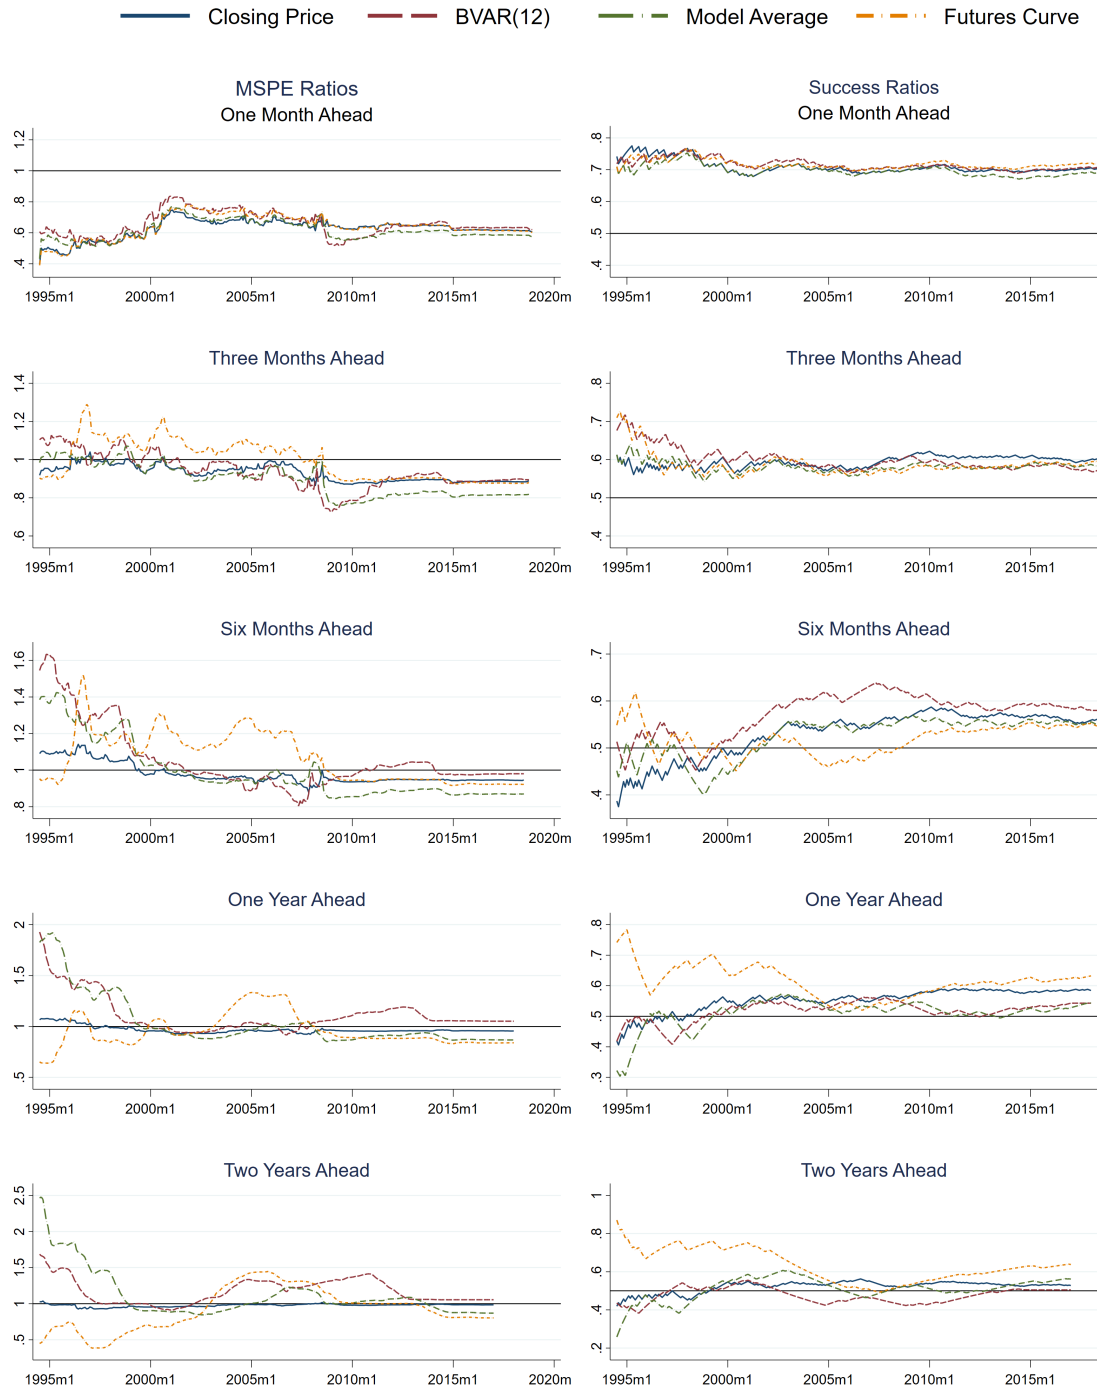 Closing Price BVAR(12) Model Average Futures Curve
MSPE Ratios
One Month Ahead
1.2
1
.8
.6
.4
1995m1 2000m1 2005m1 2010m1 2015m1 2020m
Success Ratios
One Month Ahead
.8
.7
.6
.5
.4
1995m1 2000m1 2005m1 2010m1 2015m1
Three Months Ahead
1.4
1.2
1
.8
.6
1995m1 2000m1 2005m1 2010m1 2015m1 2020m
Three Months Ahead
.8
.7
.6
.5
.4
1995m1 2000m1 2005m1 2010m1 2015m1
Six Months Ahead
1.6
1.4
1.2
1
.8
1995m1 2000m1 2005m1 2010m1 2015m1 2020m
Six Months Ahead
.7
.6
.5
.4
1995m1 2000m1 2005m1 2010m1 2015m1
One Year Ahead
2
1.5
1
.5
1995m1 2000m1 2005m1 2010m1 2015m1 2020m
One Year Ahead
.8
.7
.6
.5
.4
.3
1995m1 2000m1 2005m1 2010m1 2015m1
Two Years Ahead
2.5
2
1.5
1
.5
1995m1 2000m1 2005m1 2010m1 2015m1 2020m
Two Years Ahead
1
.8
.6
.4
.2
1995m1 2000m1 2005m1 2010m1 2015m1